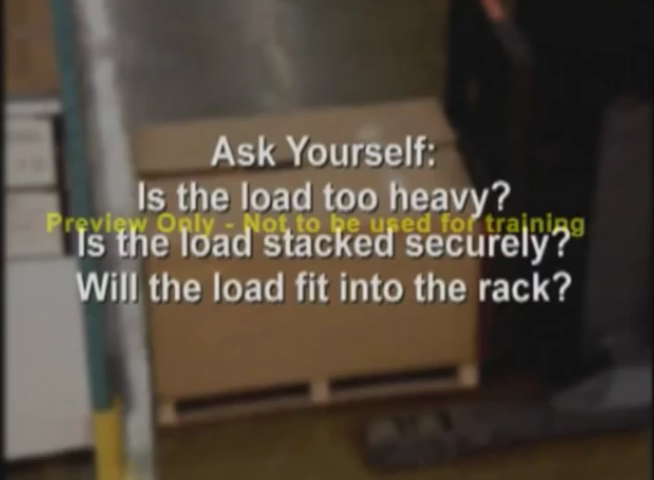 Ask Yourself:
Is the load too heavy?
Preview Only - Not to be used for training
Is the load stacked securely?
Will the load fit into the rack?